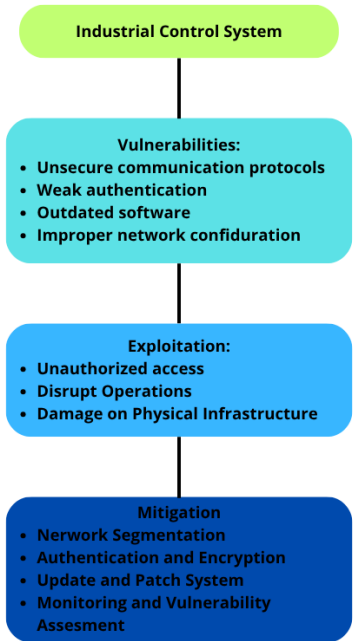 Industrial Control System
Vulnerabilities:
• Unsecure communication protocols
• Weak authentication
• Outdated software
• Improper network confiduration
Exploitation:
• Unauthorized access
• Disrupt Operations
• Damage on Physical Infrastructure
Mitigation
• Nerwork Segmentation
• Authentication and Encryption
• Update and Patch System
• Monitoring and Vulnerability
Assesment